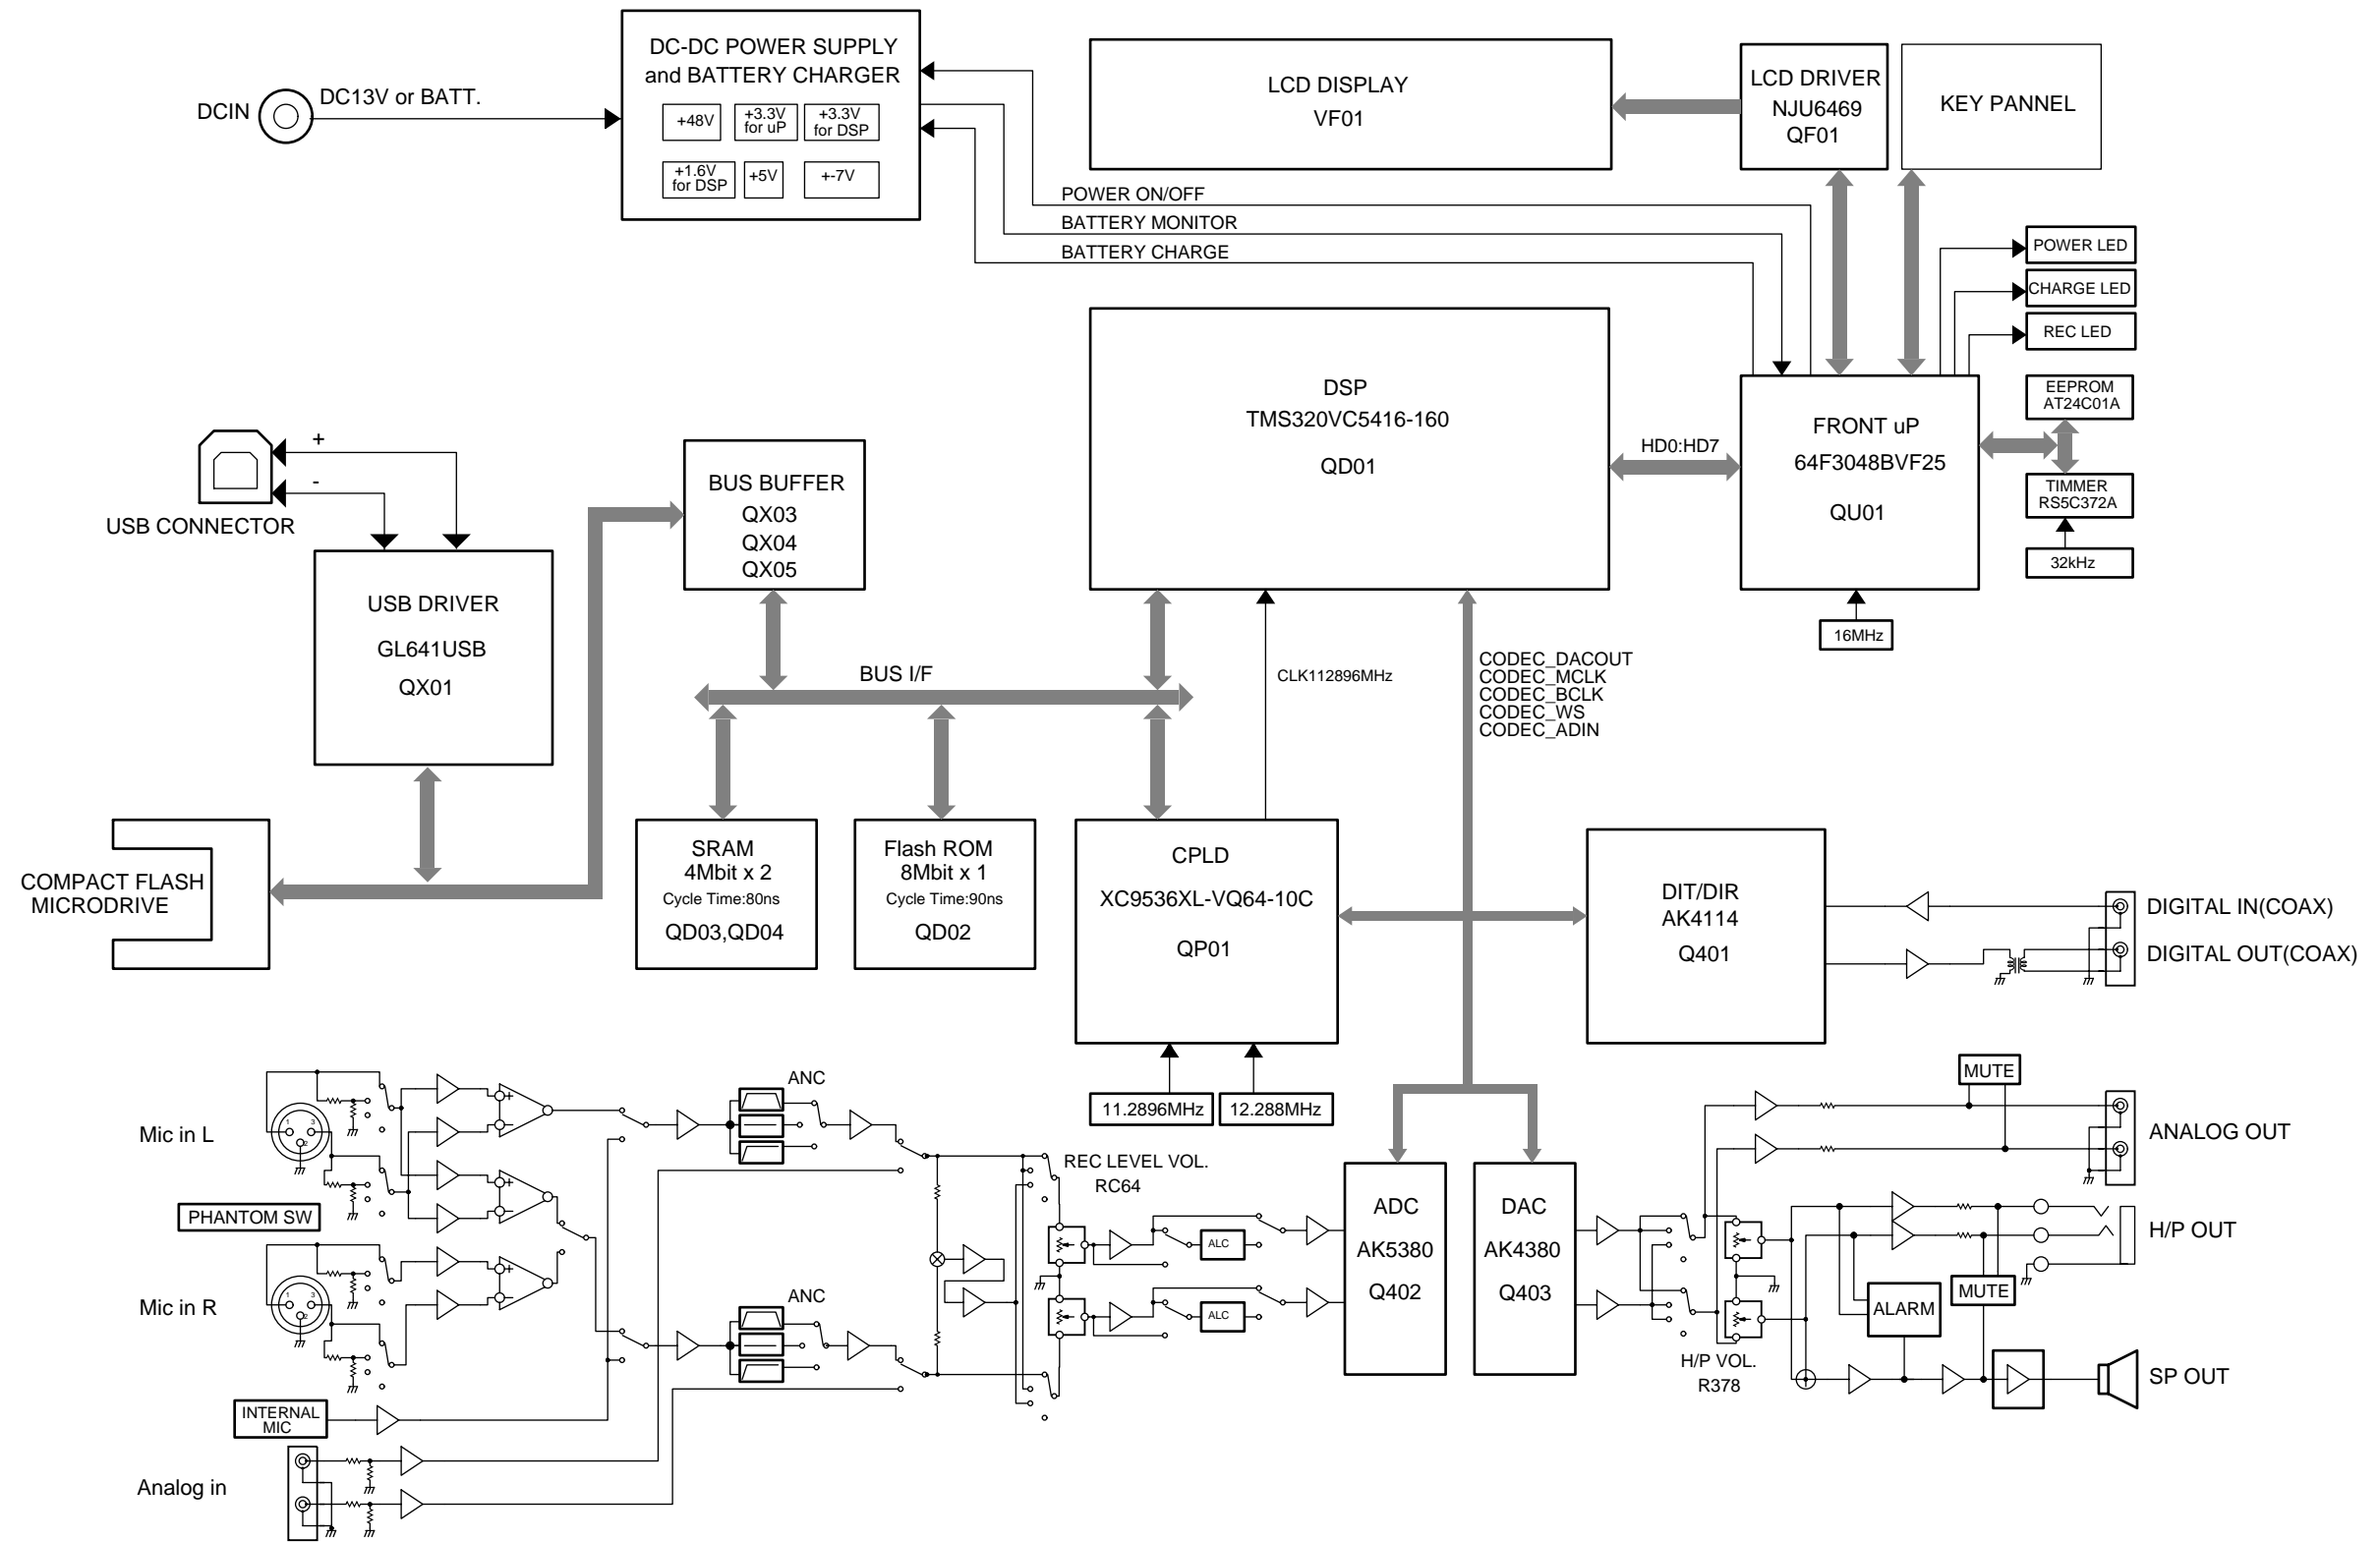 DC-DC POWER SUPPLY
and BATTERY CHARGER
DCIN
DC13V or BATT.
+48V
+3.3V
for uP
+3.3V
for DSP
+1.6V
for DSP
+5V
+-7V
LCD DISPLAY
VF01
LCD DRIVER
NJU6469
QF01
KEY PANNEL
POWER ON/OFF
BATTERY MONITOR
BATTERY CHARGE
POWER LED
CHARGE LED
REC LED
EEPROM
AT24C01A
TIMMER
RS5C372A
32kHz
DSP
TMS320VC5416-160
QD01
HD0:HD7
FRONT uP
64F3048BVF25
QU01
16MHz
+
-
USB CONNECTOR
USB DRIVER
GL641USB
QX01
BUS BUFFER
QX03
QX04
QX05
BUS I/F
CLK112896MHz
CODEC_DACOUT
CODEC_MCLK
CODEC_BCLK
CODEC_WS
CODEC_ADIN
COMPACT FLASH
MICRODRIVE
SRAM
4Mbit x 2
Cycle Time:80ns
QD03,QD04
Flash ROM
8Mbit x 1
Cycle Time:90ns
QD02
CPLD
XC9536XL-VQ64-10C
QP01
DIT/DIR
AK4114
Q401
DIGITAL IN(COAX)
DIGITAL OUT(COAX)
11.2896MHz
12.288MHz
Mic in L
1
3
2
+
−
ANC
PHANTOM SW
+
−
Mic in R
1
3
2
+
−
ANC
INTERNAL
MIC
Analog in
REC LEVEL VOL.
RC64
ALC
ALC
ADC
AK5380
Q402
DAC
AK4380
Q403
H/P VOL.
R378
MUTE
ANALOG OUT
H/P OUT
MUTE
ALARM
SP OUT